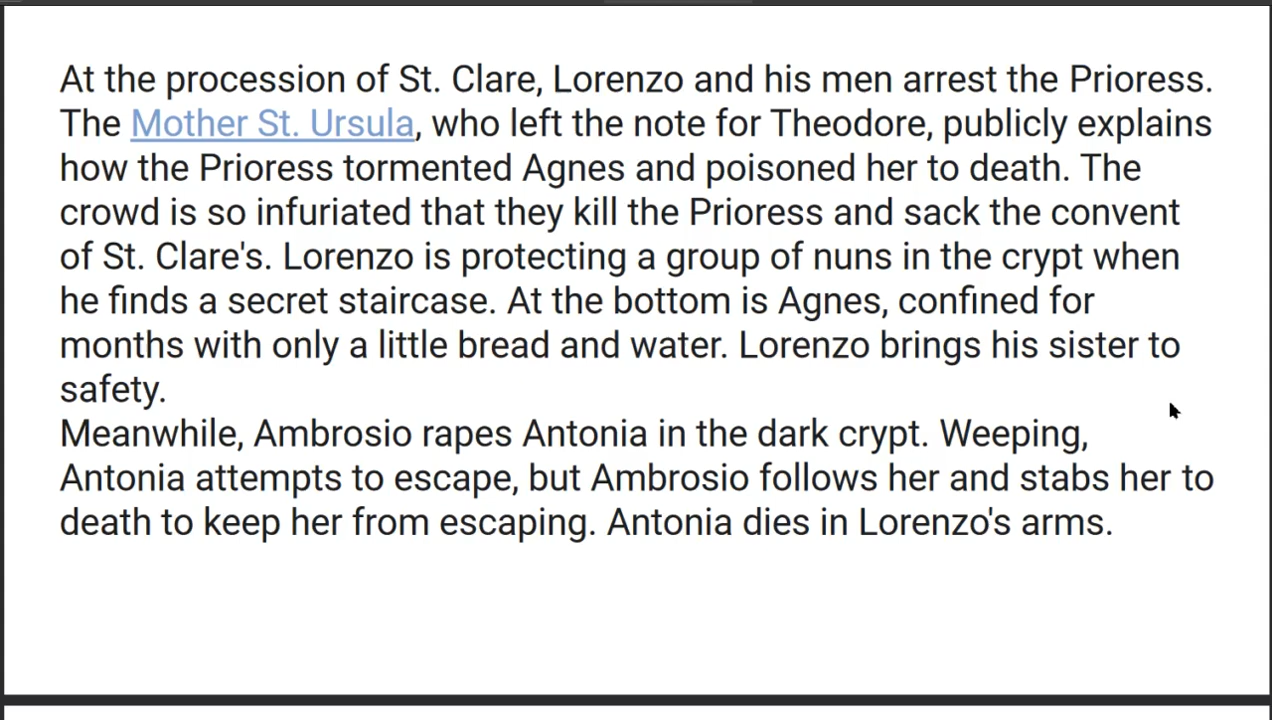 At the procession of St. Clare, Lorenzo and his men arrest the Prioress.
The Mother St. Ursula, who left the note for Theodore, publicly explains
how the Prioress tormented Agnes and poisoned her to death. The
crowd is so infuriated that they kill the Prioress and sack the convent
of St. Clare's. Lorenzo is protecting a group of nuns in the crypt when
he finds a secret staircase. At the bottom is Agnes, confined for
months with only a little bread and water. Lorenzo brings his sister to
safety.
Meanwhile, Ambrosio rapes Antonia in the dark crypt. Weeping,
Antonia attempts to escape, but Ambrosio follows her and stabs her to
death to keep her from escaping. Antonia dies in Lorenzo's arms.